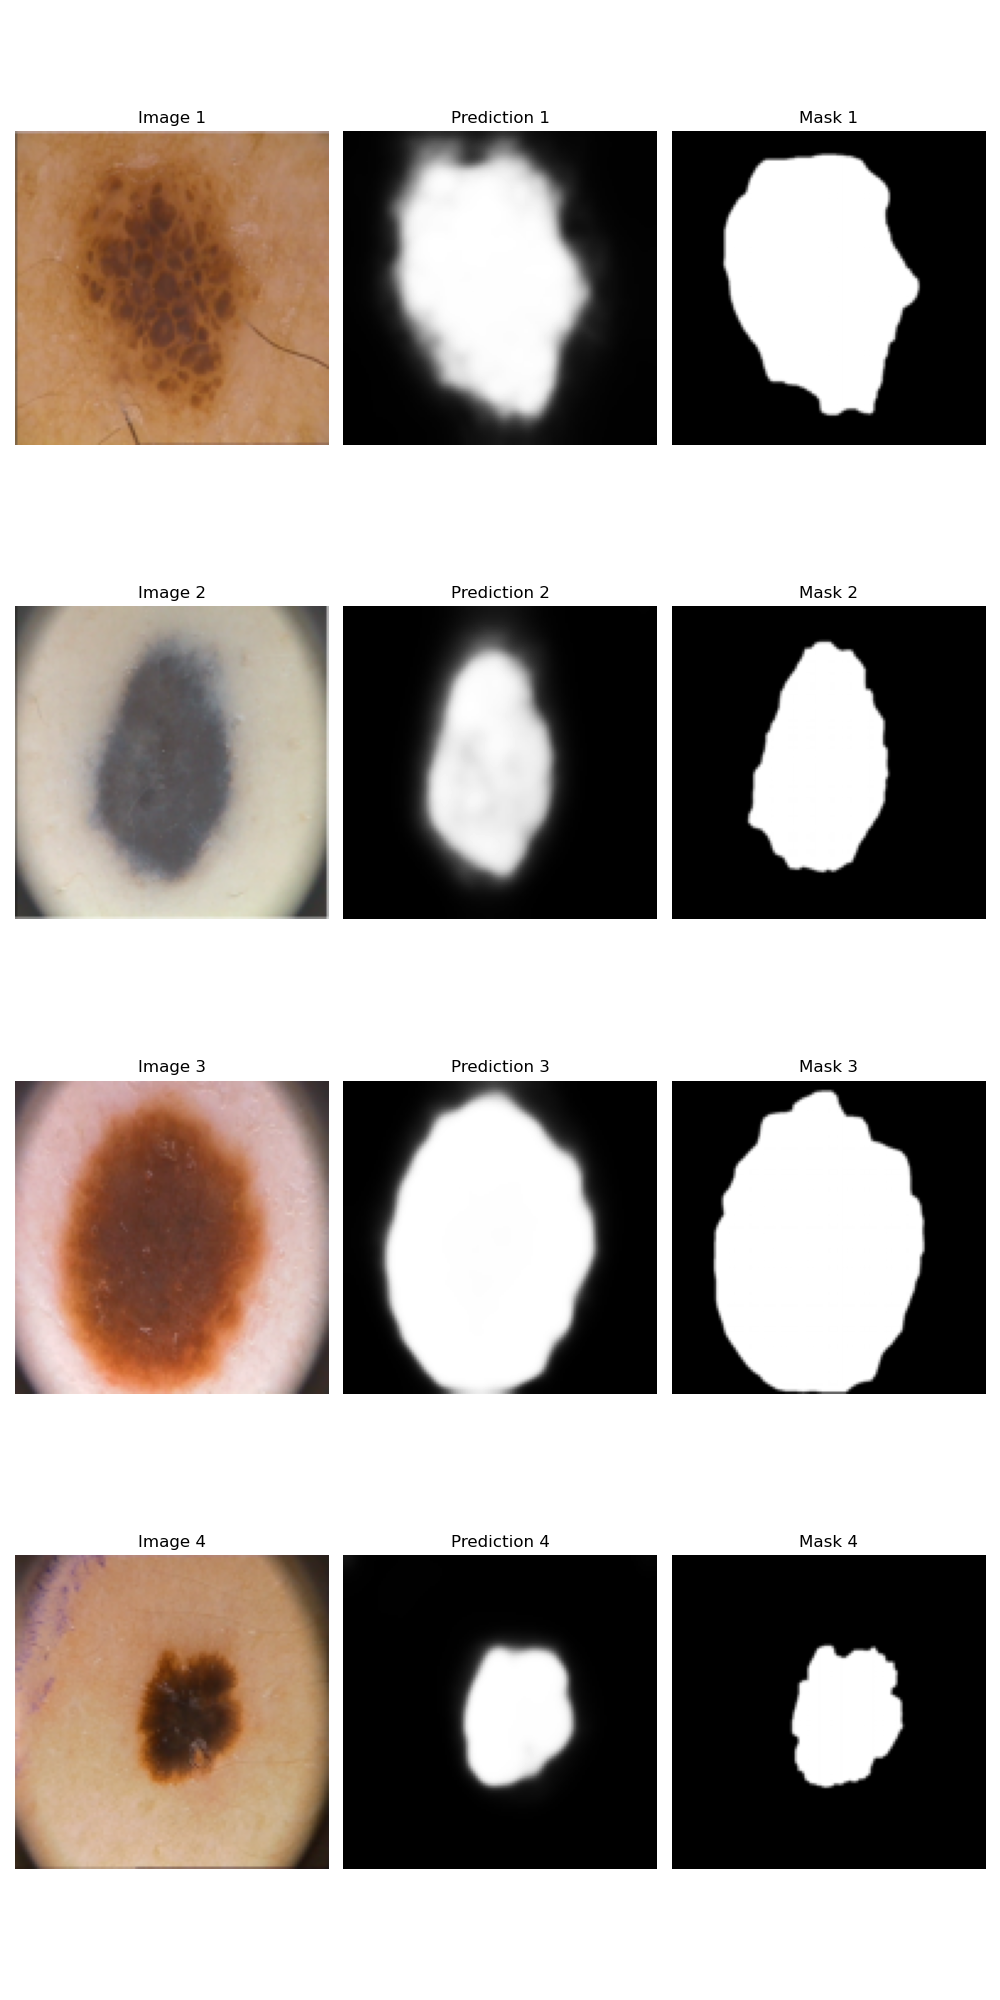 Image 1
Prediction 1
Mask 1
Image 2
Prediction 2
Mask 2
Image 3
Prediction 3
Mask 3
Image 4
Prediction 4
Mask 4